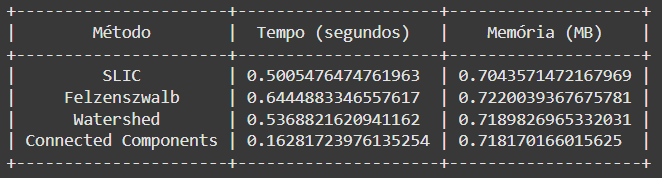 +----------------------+---------------------+--------------------+
| Método | Tempo (segundos) | Memória (MB) |
+----------------------+---------------------+--------------------+
| SLIC | 0.5005476474761963 | 0.7043571472167969 |
| Felzenszwalb | 0.6444883346557617 | 0.7220039367675781 |
| Watershed | 0.5368821620941162 | 0.7189826965332031 |
| Connected Components | 0.16281723976135254 | 0.718170166015625 |
+----------------------+---------------------+--------------------+